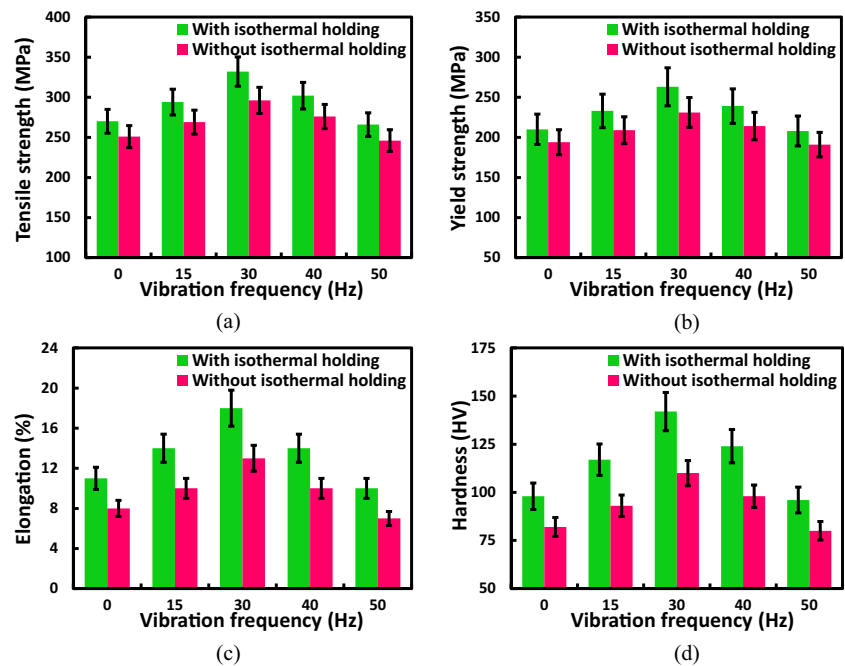 400
350
300
250
200
150
100
Tensile strength (MPa)
With isothermal holding
Without isothermal holding
0 15 30 40 50
Vibration frequency (Hz)
(a)
350
300
250
200
150
100
50
Yield strength (MPa)
With isothermal holding
Without isothermal holding
0 15 30 40 50
Vibration frequency (Hz)
(b)
24
20
16
12
8
4
0
Elongation (%)
With isothermal holding
Without isothermal holding
0 15 30 40 50
Vibration frequency (Hz)
(c)
175
150
125
100
75
50
Hardness (HV)
With isothermal holding
Without isothermal holding
0 15 30 40 50
Vibration frequency (Hz)
(d)